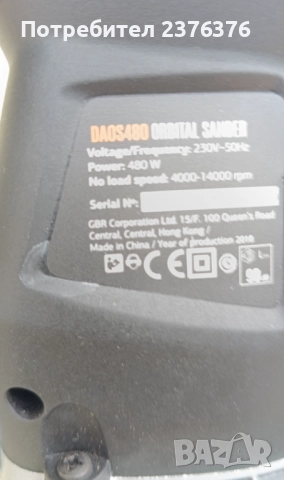 Потребител 2376376
DAOS480 ORBITAL SANDER
Voltage/Frequency: 230V~50Hz
Power: 480 W
No load speed: 4000-14000 rpm
Serial Nº:
GBR Corporation Ltd. 15/F. 100 Queen's Road
Central, Central, Hong Kong /
Made in China / Year of production 2018
CE
BAZAR